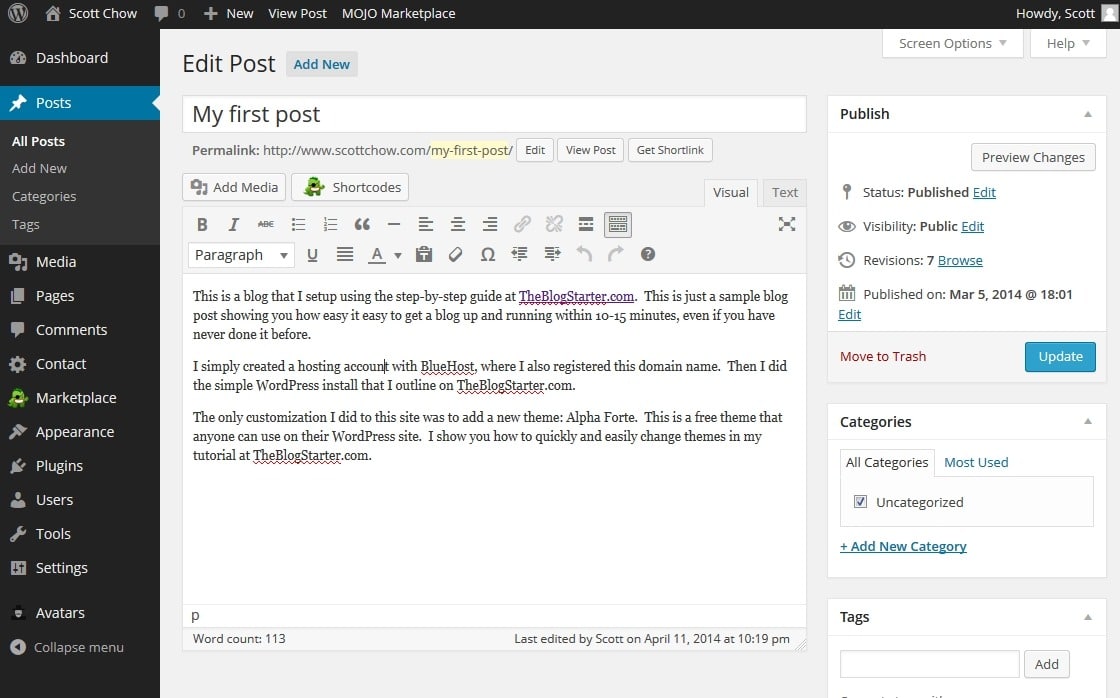 Scott Chow 0 New View Post MOJO Marketplace Howdy, Scott
Screen Options Help
Dashboard
Posts
All Posts
Add New
Categories
Tags
Media
Pages
Comments
Contact
Marketplace
Appearance
Plugins
Users
Tools
Settings
Avatars
Collapse menu
Edit Post Add New
My first post
Permalink: http://www.scottchow.com/my-first-post/ Edit View Post Get Shortlink
Add Media Shortcodes Visual Text
B I ABC
Paragraph U A Ω ?
This is a blog that I setup using the step-by-step guide at TheBlogStarter.com. This is just a sample blog
post showing you how easy it easy to get a blog up and running within 10-15 minutes, even if you have
never done it before.
I simply created a hosting account with BlueHost, where I also registered this domain name. Then I did
the simple WordPress install that I outline on TheBlogStarter.com.
The only customization I did to this site was to add a new theme: Alpha Forte. This is a free theme that
anyone can use on their WordPress site. I show you how to quickly and easily change themes in my
tutorial at TheBlogStarter.com.
p
Word count: 113 Last edited by Scott on April 11, 2014 at 10:19 pm
Publish
Preview Changes
Status: Published Edit
Visibility: Public Edit
Revisions: 7 Browse
Published on: Mar 5, 2014 @ 18:01
Edit
Move to Trash Update
Categories
All Categories Most Used
Uncategorized
+ Add New Category
Tags
Add